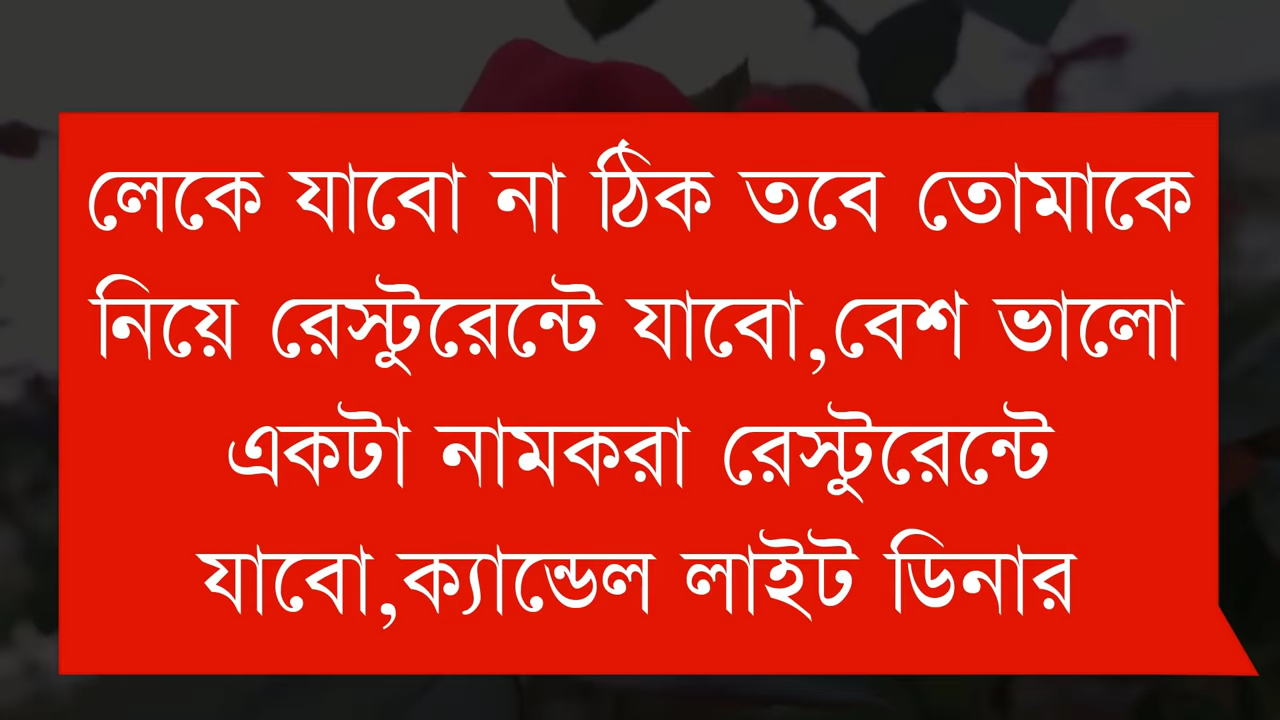 লেকে যাবো না ঠিক তবে তোমাকে
নিয়ে রেস্টুরেন্টে যাবো,বেশ ভালো
একটা নামকরা রেস্টুরেন্টে
যাবো,ক্যান্ডেল লাইট ডিনার